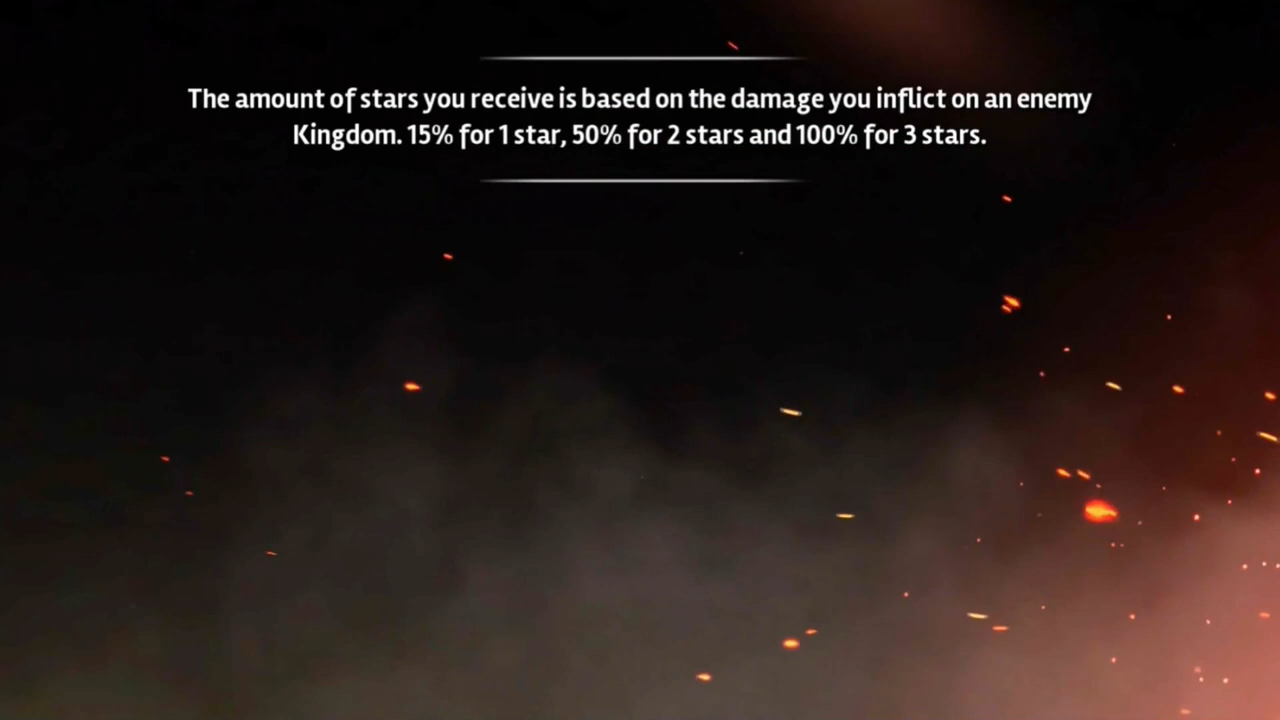 The amount of stars you receive is based on the damage you inflict on an enemy
Kingdom. 15% for 1 star, 50% for 2 stars and 100% for 3 stars.